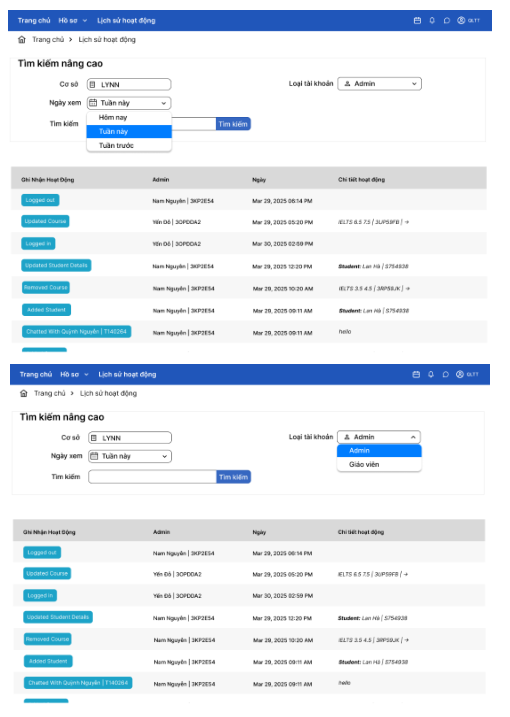 Trang chủ Hồ sơ Lịch sử hoạt động GLTT
Trang chủ > Lịch sử hoạt động
Tìm kiếm nâng cao
Cơ sở LYNN Loại tài khoản Admin
Ngày xem Tuần này
Hôm nay
Tìm kiếm Tìm kiếm
Tuần này
Tuần trước
Ghi Nhận Hoạt Động Admin Ngày Chi tiết hoạt động
Logged out Nam Nguyễn | 3KP2E54 Mar 29, 2025 06:14 PM
Updated Course Yến Đỗ | 3OPDDA2 Mar 29, 2025 05:20 PM IELTS 6.5 7.5 | 3UP59FB | →
Logged In Yến Đỗ | 3OPDDA2 Mar 30, 2025 02:59 PM
Updated Student Details Nam Nguyễn | 3KP2E54 Mar 29, 2025 12:20 PM Student: Lan Hà | S754938
Removed Course Nam Nguyễn | 3KP2E54 Mar 29, 2025 10:20 AM IELTS 3.5 4.5 | 3RP59JK | →
Added Student Nam Nguyễn | 3KP2E54 Mar 29, 2025 09:11 AM Student: Lan Hà | S754938
Chatted With Quỳnh Nguyễn | T140264 Nam Nguyễn | 3KP2E54 Mar 29, 2025 09:11 AM hello
Trang chủ Hồ sơ Lịch sử hoạt động GLTT
Trang chủ > Lịch sử hoạt động
Tìm kiếm nâng cao
Cơ sở LYNN Loại tài khoản Admin
Admin
Ngày xem Tuần này
Giáo viên
Tìm kiếm Tìm kiếm
Ghi Nhận Hoạt Động Admin Ngày Chi tiết hoạt động
Logged out Nam Nguyễn | 3KP2E54 Mar 29, 2025 06:14 PM
Updated Course Yến Đỗ | 3OPDDA2 Mar 29, 2025 05:20 PM IELTS 6.5 7.5 | 3UP59FB | →
Logged In Yến Đỗ | 3OPDDA2 Mar 30, 2025 02:59 PM
Updated Student Details Nam Nguyễn | 3KP2E54 Mar 29, 2025 12:20 PM Student: Lan Hà | S754938
Removed Course Nam Nguyễn | 3KP2E54 Mar 29, 2025 10:20 AM IELTS 3.5 4.5 | 3RP59JK | →
Added Student Nam Nguyễn | 3KP2E54 Mar 29, 2025 09:11 AM Student: Lan Hà | S754938
Chatted With Quỳnh Nguyễn | T140264 Nam Nguyễn | 3KP2E54 Mar 29, 2025 09:11 AM hello